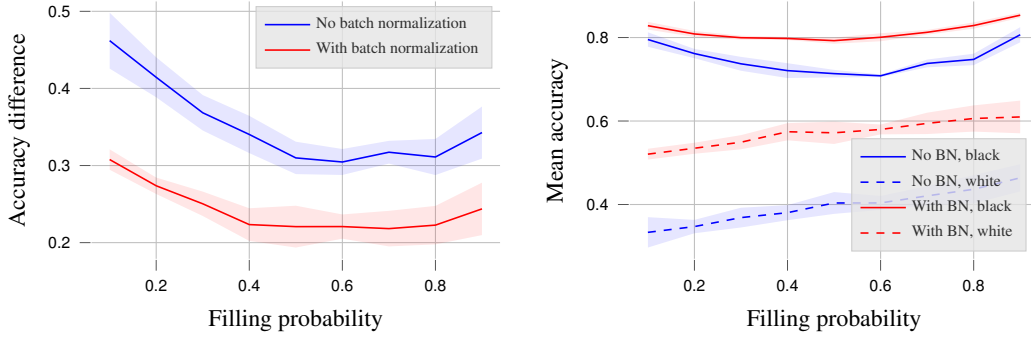 Accuracy difference
0.5
0.4
0.3
0.2
No batch normalization
With batch normalization
0.2
0.4
0.6
0.8
Filling probability
Mean accuracy
0.8
0.6
0.4
No BN, black
No BN, white
With BN, black
With BN, white
0.2
0.4
0.6
0.8
Filling probability